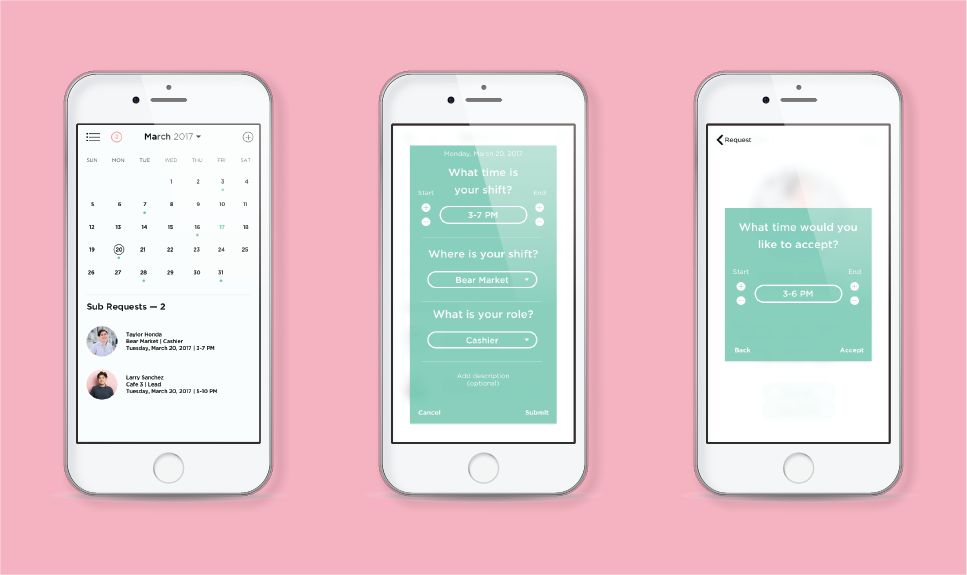 2
March 2017
SUN MON TUE WED THU FRI SAT
1 2 3 4
5 6 7 8 9 10 11
12 13 14 15 16 17 18
19 20 21 22 23 24 25
26 27 28 29 30 31
Sub Requests — 2
Taylor Honda
Bear Market | Cashier
Tuesday, March 20, 2017 | 3-7 PM
Larry Sanchez
Cafe 3 | Lead
Tuesday, March 20, 2017 | 5-10 PM
Monday, March 20, 2017
What time is
your shift?
Start End
3-7 PM
Where is your shift?
Bear Market
What is your role?
Cashier
Add description
(optional)
Cancel Submit
Request
What time would you
like to accept?
Start End
3-6 PM
Back Accept